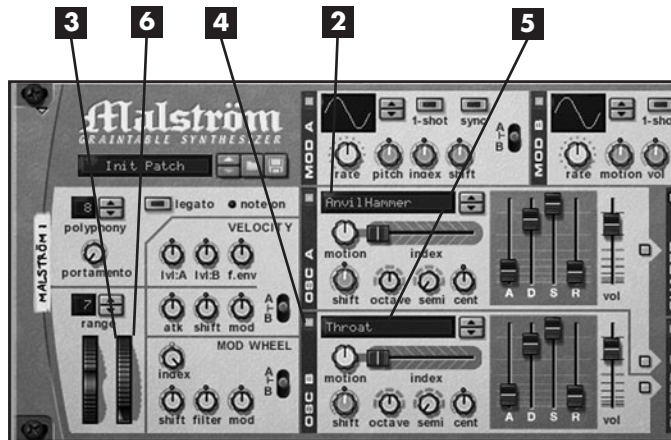 3 6 4 2 5
Malström
GRAINTABLE SYNTHESIZER
Init Patch
MOD A
1-shot sync
A
B
rate pitch index shift
MOD B
1-sho
rate motion vol
MALSTRÖM 1
8
polyphony
legato note on
portamento
VELOCITY
lvl:A lvl:B f.env
7
range
atk shift mod
A
B
MOD WHEEL
index
A
B
shift filter mod
OSC A
AnvilHammer
motion index
shift octave semi cent
A D S R vol
OSC B
Throat
motion index
shift octave semi cent
A D S R vol